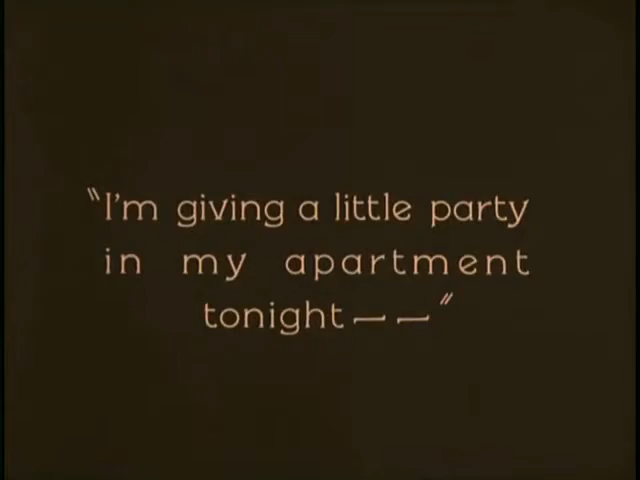 "I'm giving a little party
in my apartment
tonight — —"